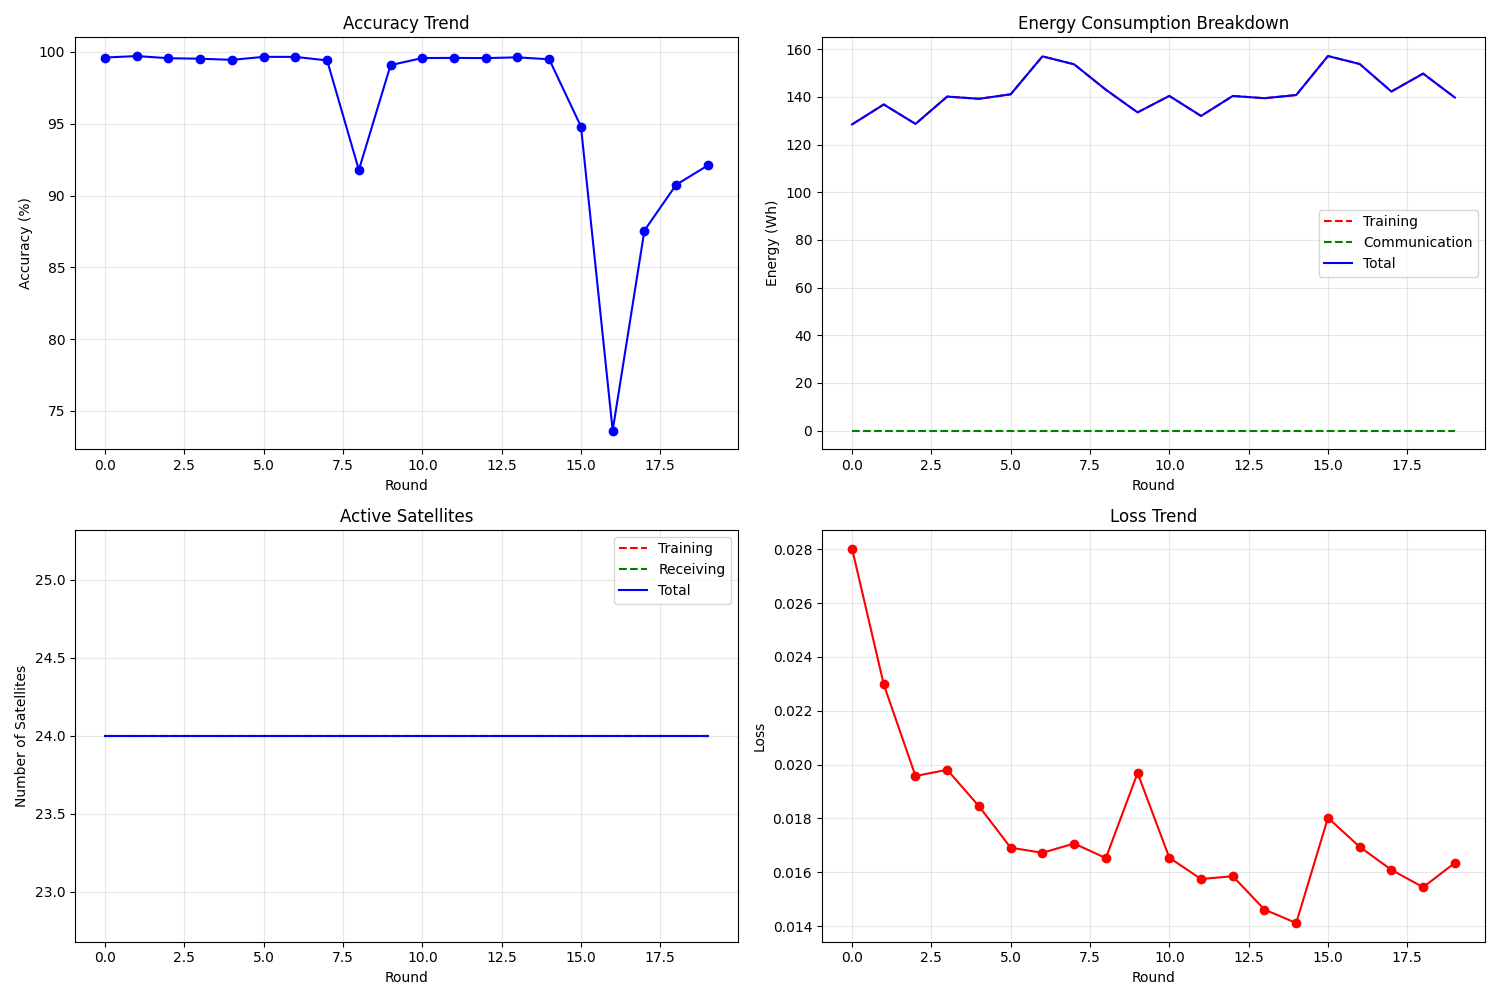 Accuracy Trend
Accuracy (%)
100
95
90
85
80
75
0.0 2.5 5.0 7.5 10.0 12.5 15.0 17.5
Round
Energy Consumption Breakdown
Energy (Wh)
160
140
120
100
80
60
40
20
0
Training
Communication
Total
0.0 2.5 5.0 7.5 10.0 12.5 15.0 17.5
Round
Active Satellites
Number of Satellites
25.0
24.5
24.0
23.5
23.0
Training
Receiving
Total
0.0 2.5 5.0 7.5 10.0 12.5 15.0 17.5
Round
Loss Trend
Loss
0.028
0.026
0.024
0.022
0.020
0.018
0.016
0.014
0.0 2.5 5.0 7.5 10.0 12.5 15.0 17.5
Round